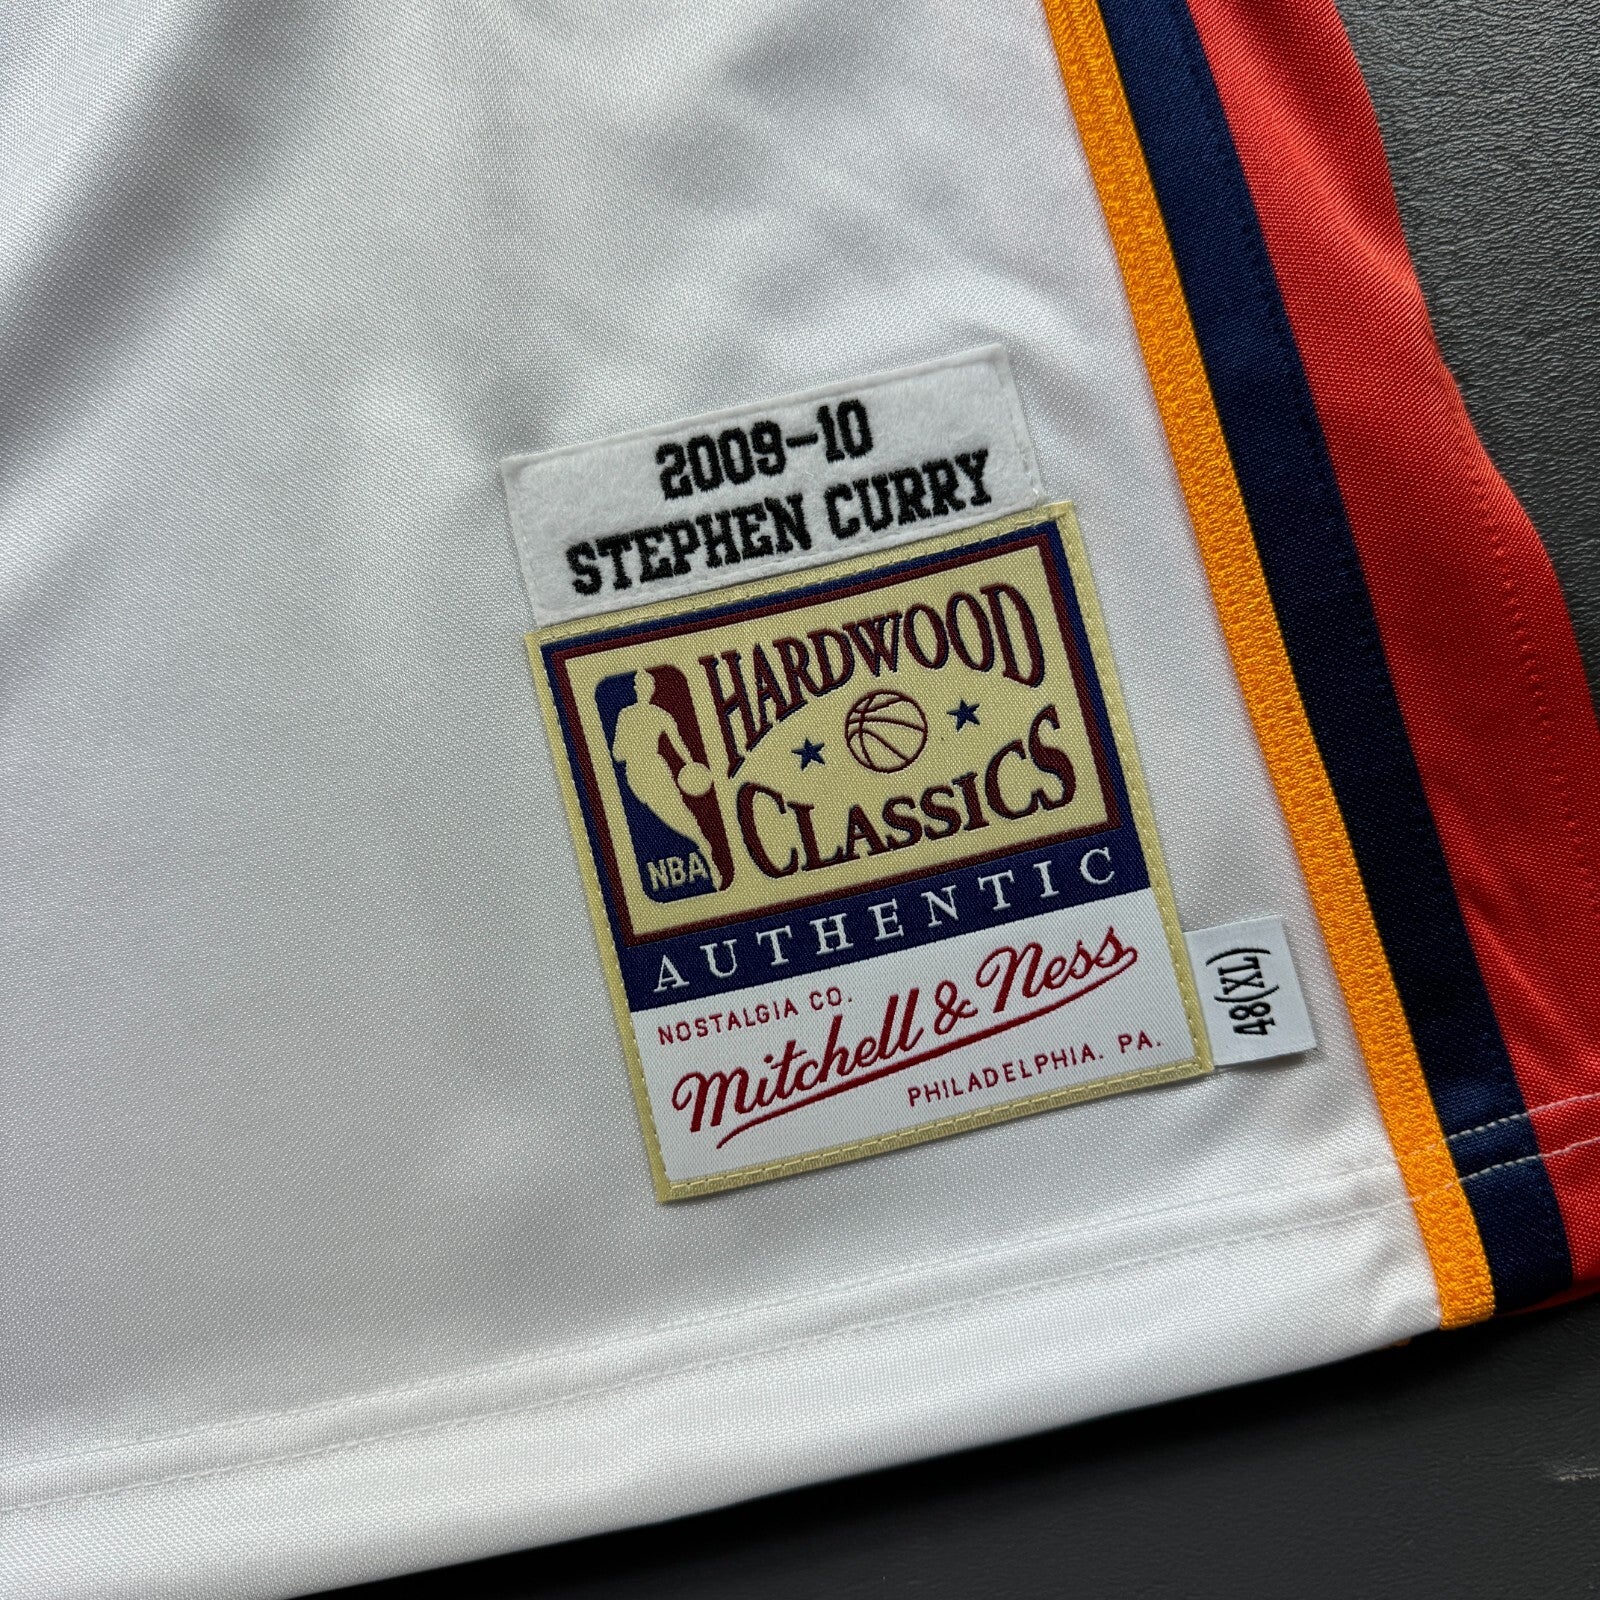 2009-10
STEPHEN CURRY
HARDWOOD
CLASSICS
NBA
AUTHENTIC
NOSTALGIA CO.
Mitchell & Ness
PHILADELPHIA. PA.
48(XL)